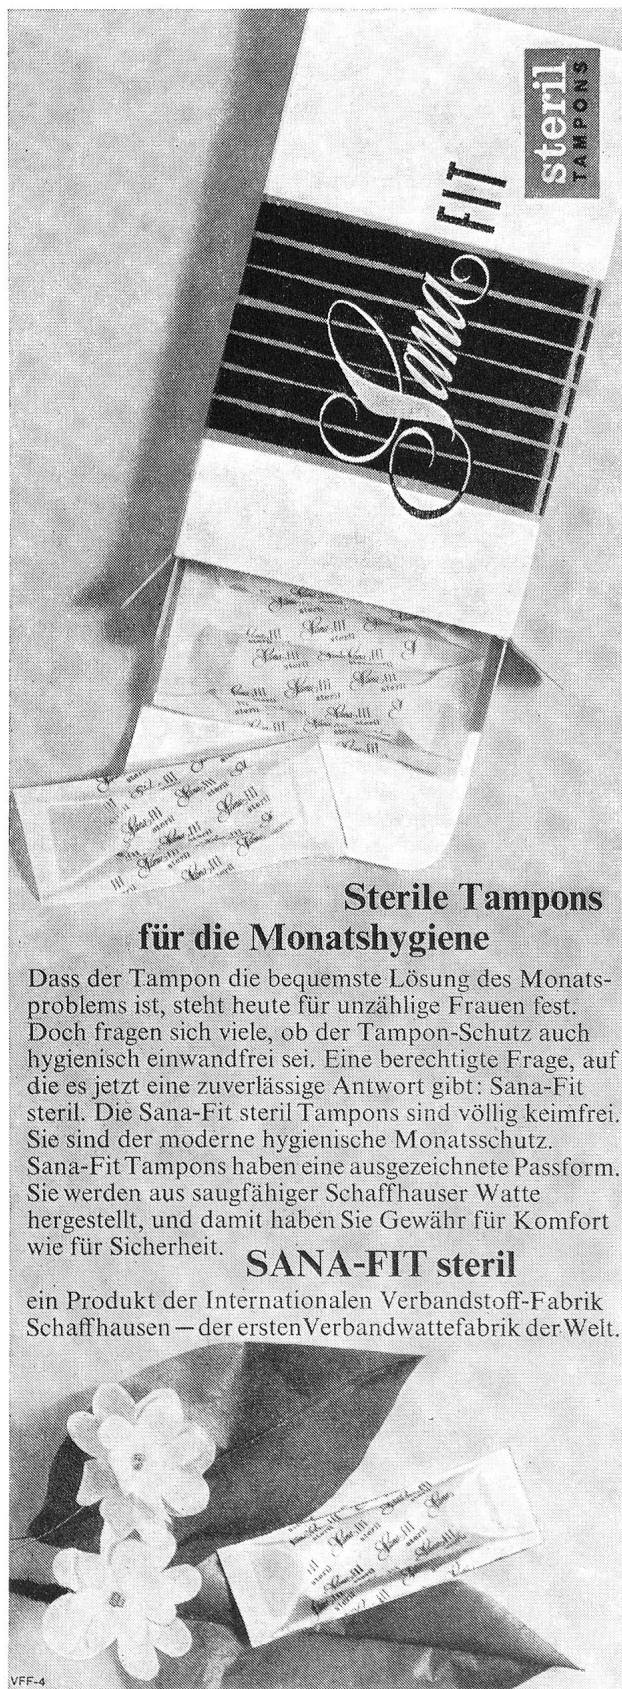 steril
TAMPONS
Sana FIT
Sterile Tampons
für die Monatshygiene
Dass der Tampon die bequemste Lösung des Monats-
problems ist, steht heute für unzählige Frauen fest.
Doch fragen sich viele, ob der Tampon-Schutz auch
hygienisch einwandfrei sei. Eine berechtigte Frage, auf
die es jetzt eine zuverlässige Antwort gibt: Sana-Fit
steril. Die Sana-Fit steril Tampons sind völlig keimfrei.
Sie sind der moderne hygienische Monatsschutz.
Sana-Fit Tampons haben eine ausgezeichnete Passform.
Sie werden aus saugfähiger Schaffhauser Watte
hergestellt, und damit haben Sie Gewähr für Komfort
wie für Sicherheit.
SANA-FIT steril
ein Produkt der Internationalen Verbandstoff-Fabrik
Schaffhausen — der ersten Verbandwattefabrik der Welt.
VFF-4